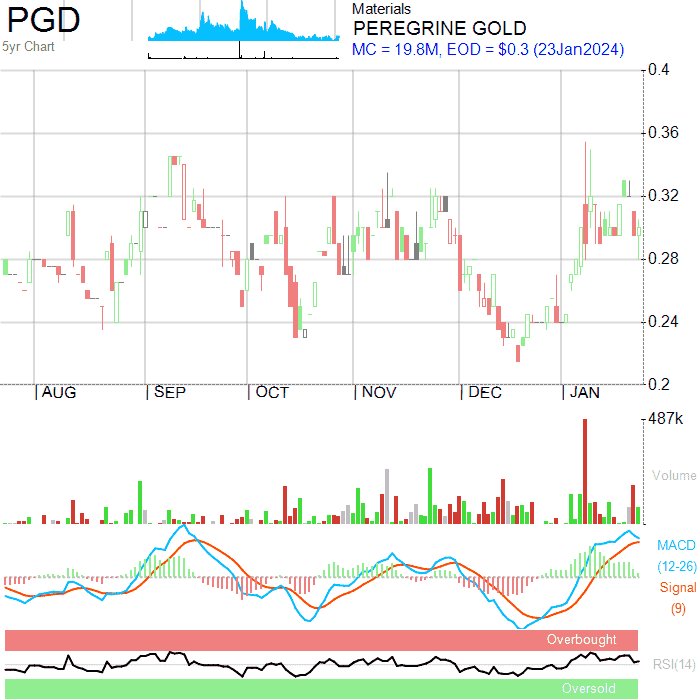 PGD
5yr Chart
Materials
PEREGRINE GOLD
MC = 19.8M, EOD = $0.3 (23Jan2024)
0.4
0.36
0.32
0.28
0.24
0.2
AUG SEP OCT NOV DEC JAN
487k
Volume
MACD
(12-26)
Signal
(9)
Overbought
RSI(14)
Oversold